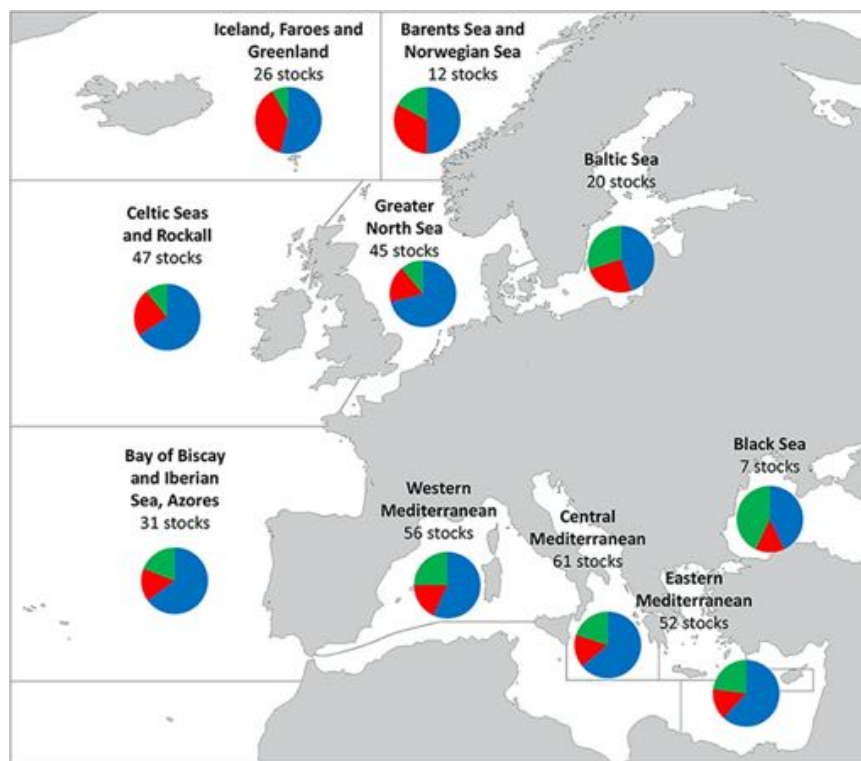 Iceland, Faroes and
Greenland
26 stocks
Barents Sea and
Norwegian Sea
12 stocks
Baltic Sea
20 stocks
Celtic Seas
and Rockall
47 stocks
Greater
North Sea
45 stocks
Black Sea
7 stocks
Bay of Biscay
and Iberian
Sea, Azores
31 stocks
Western
Mediterranean
56 stocks
Central
Mediterranean
61 stocks
Eastern
Mediterranean
52 stocks